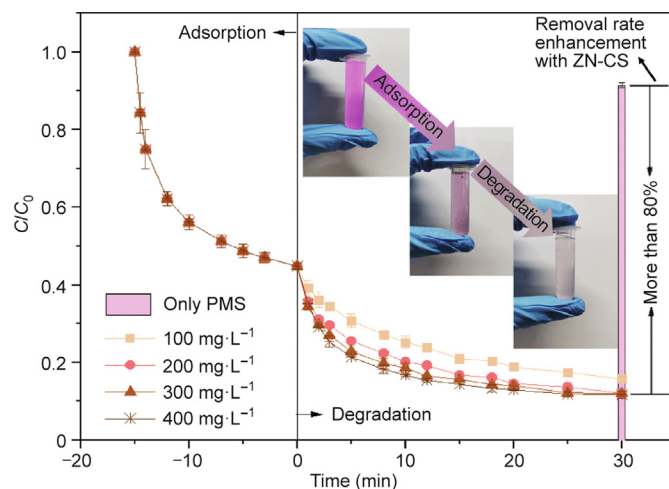 Removal rate
enhancement
with ZN-CS
Adsorption
Adsorption
Degradation
More than 80%
C/C₀
1.0
0.8
0.6
0.4
0.2
0
Only PMS
100 mg·L⁻¹
200 mg·L⁻¹
300 mg·L⁻¹
400 mg·L⁻¹
Degradation
−20
−10
0
10
20
30
Time (min)